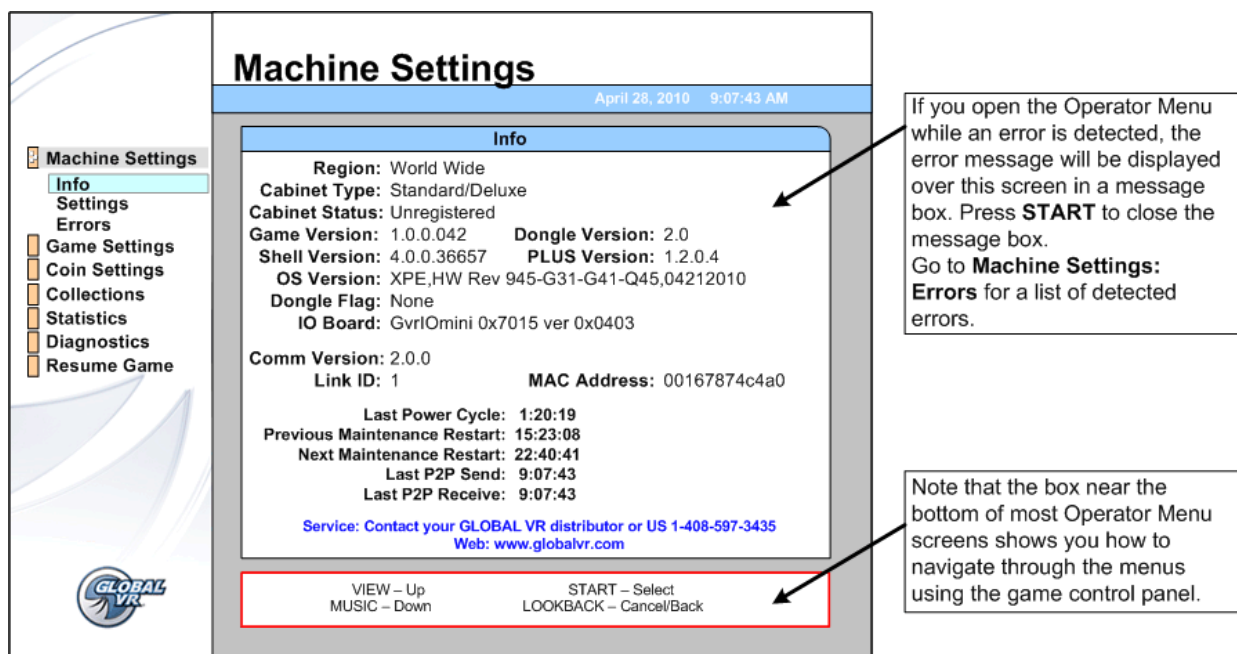 Machine Settings
April 28, 2010 9:07:43 AM
Machine Settings
Info
Settings
Errors
Game Settings
Coin Settings
Collections
Statistics
Diagnostics
Resume Game
GLOBAL
VR
Info
Region: World Wide
Cabinet Type: Standard/Deluxe
Cabinet Status: Unregistered
Game Version: 1.0.0.042 Dongle Version: 2.0
Shell Version: 4.0.0.36657 PLUS Version: 1.2.0.4
OS Version: XPE,HW Rev 945-G31-G41-Q45,04212010
Dongle Flag: None
IO Board: GvrIOmini 0x7015 ver 0x0403
Comm Version: 2.0.0
Link ID: 1 MAC Address: 00167874c4a0
Last Power Cycle: 1:20:19
Previous Maintenance Restart: 15:23:08
Next Maintenance Restart: 22:40:41
Last P2P Send: 9:07:43
Last P2P Receive: 9:07:43
Service: Contact your GLOBAL VR distributor or US 1-408-597-3435
Web: www.globalvr.com
VIEW – Up START – Select
MUSIC – Down LOOKBACK – Cancel/Back
If you open the Operator Menu
while an error is detected, the
error message will be displayed
over this screen in a message
box. Press START to close the
message box.
Go to Machine Settings:
Errors for a list of detected
errors.
Note that the box near the
bottom of most Operator Menu
screens shows you how to
navigate through the menus
using the game control panel.